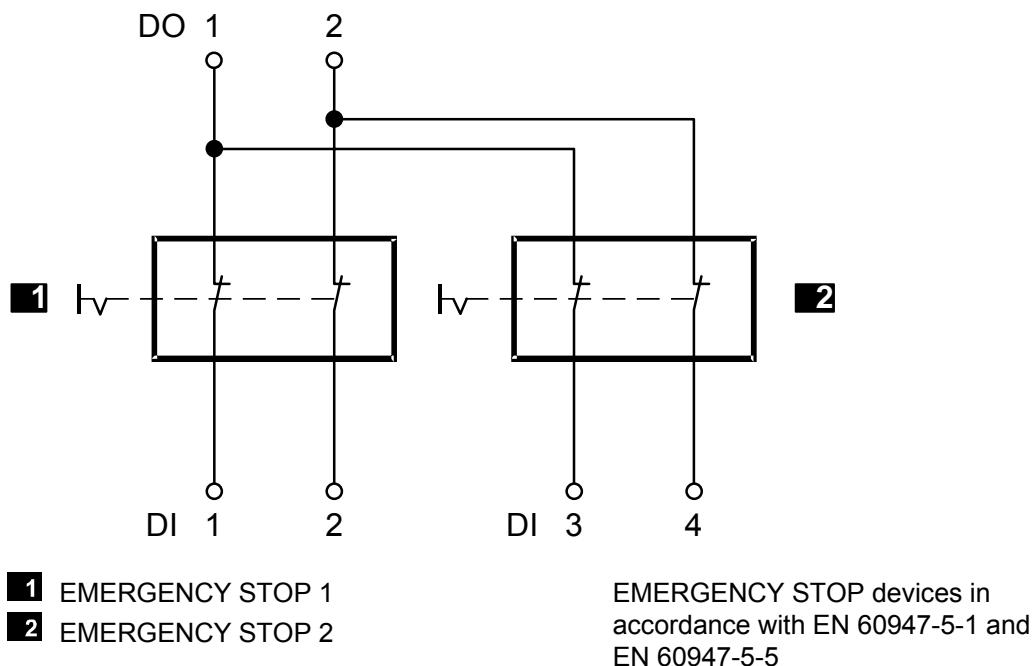 DO 1 2
1
2
DI 1 2 DI 3 4
1 EMERGENCY STOP 1
2 EMERGENCY STOP 2
EMERGENCY STOP devices in
accordance with EN 60947-5-1 and
EN 60947-5-5